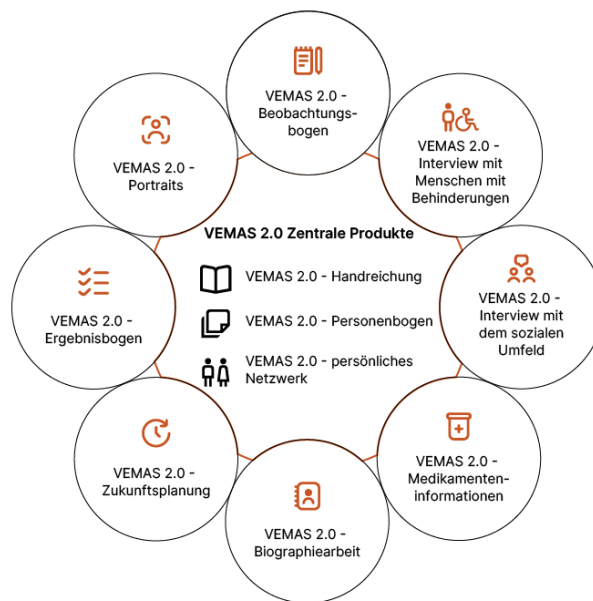 VEMAS 2.0 -
Beobachtungs-
bogen
VEMAS 2.0 -
Interview mit
Menschen mit
Behinderungen
VEMAS 2.0 -
Interview mit
dem sozialen
Umfeld
VEMAS 2.0 -
Medikamenten-
informationen
VEMAS 2.0 -
Biographiearbeit
VEMAS 2.0 -
Zukunftsplanung
VEMAS 2.0 -
Ergebnisbogen
VEMAS 2.0 -
Portraits
VEMAS 2.0 Zentrale Produkte
VEMAS 2.0 - Handreichung
VEMAS 2.0 - Personenbogen
VEMAS 2.0 - persönliches
Netzwerk